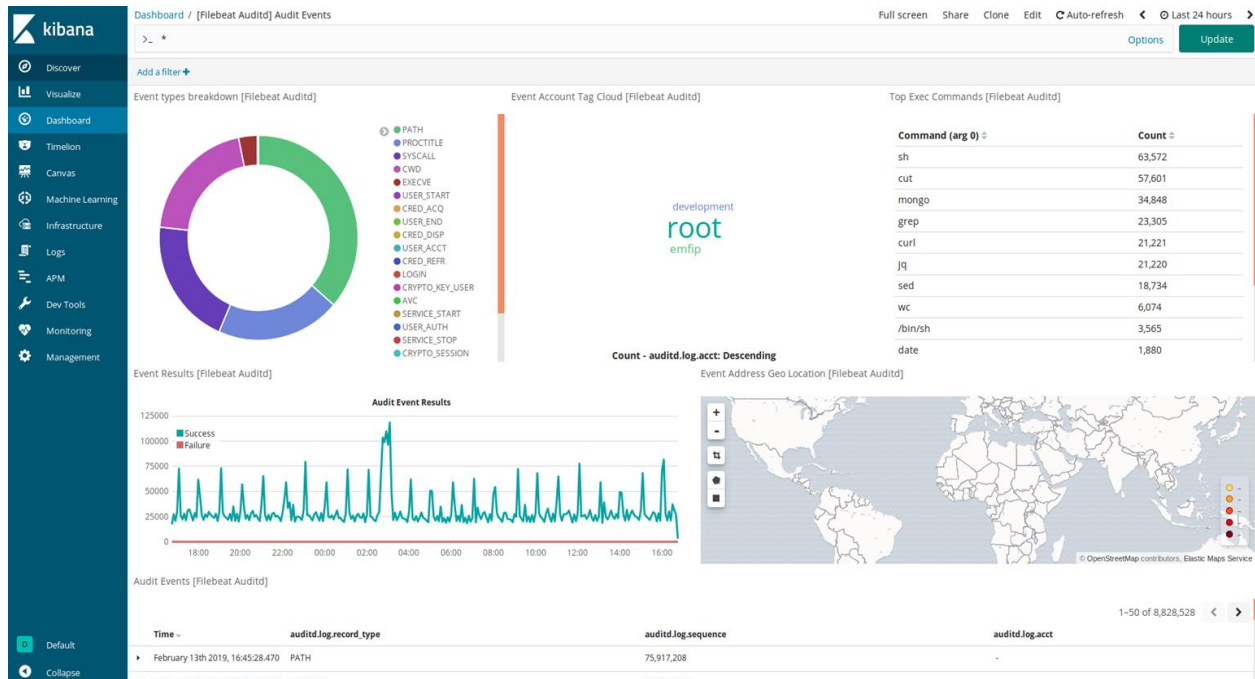 kibana
Discover
Visualize
Dashboard
Timelion
Canvas
Machine Learning
Infrastructure
Logs
APM
Dev Tools
Monitoring
Management
D Default
Collapse
Dashboard / [Filebeat Auditd] Audit Events
Full screen Share Clone Edit Auto-refresh Last 24 hours
>_ *
Options Update
Add a filter +
Event types breakdown [Filebeat Auditd]
PATH
PROCTITLE
SYSCALL
CWD
EXECVE
USER_START
CRED_ACQ
USER_END
CRED_DISP
USER_ACCT
CRED_REFR
LOGIN
CRYPTO_KEY_USER
AVC
SERVICE_START
USER_AUTH
SERVICE_STOP
CRYPTO_SESSION
Event Account Tag Cloud [Filebeat Auditd]
development
root
emfip
Count - auditd.log.acct: Descending
Top Exec Commands [Filebeat Auditd]
Command (arg 0) Count
sh 63,572
cut 57,601
mongo 34,848
grep 23,305
curl 21,221
jq 21,220
sed 18,734
wc 6,074
/bin/sh 3,565
date 1,880
Event Results [Filebeat Auditd]
Audit Event Results
Success
Failure
125000
100000
75000
50000
25000
0
18:00 20:00 22:00 00:00 02:00 04:00 06:00 08:00 10:00 12:00 14:00 16:00
Event Address Geo Location [Filebeat Auditd]
+
-
–
–
–
–
–
© OpenStreetMap contributors, Elastic Maps Service
Audit Events [Filebeat Auditd]
1–50 of 8,828,528
Time auditd.log.record_type auditd.log.sequence auditd.log.acct
February 13th 2019, 16:45:28.470 PATH 75,917,208 -